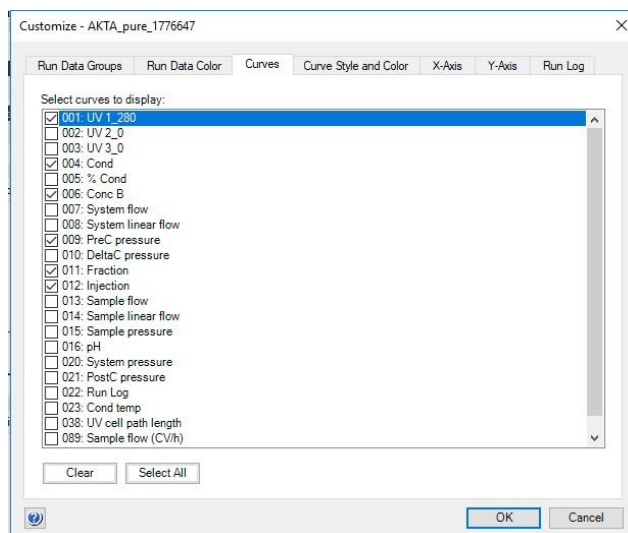 Customize - AKTA_pure_1776647
Run Data Groups Run Data Color Curves Curve Style and Color X-Axis Y-Axis Run Log
Select curves to display:
001: UV 1_280
002: UV 2_0
003: UV 3_0
004: Cond
005: % Cond
006: Conc B
007: System flow
008: System linear flow
009: PreC pressure
010: DeltaC pressure
011: Fraction
012: Injection
013: Sample flow
014: Sample linear flow
015: Sample pressure
016: pH
020: System pressure
021: PostC pressure
022: Run Log
023: Cond temp
038: UV cell path length
089: Sample flow (CV/h)
Clear Select All
OK Cancel